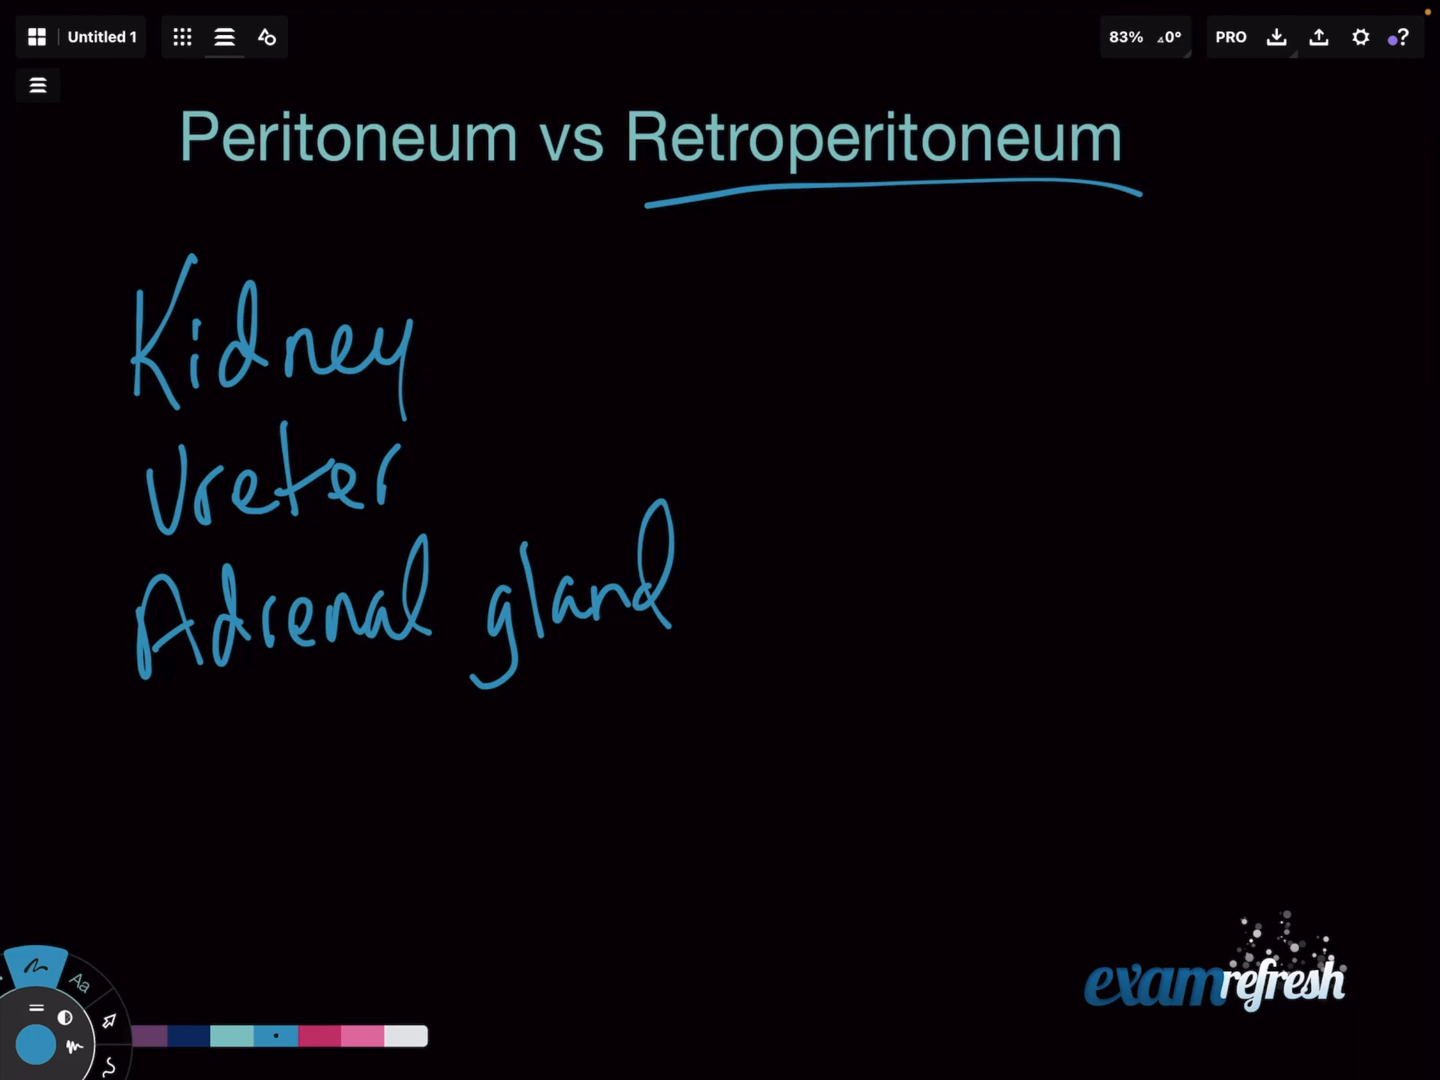 Untitled 1
83% 0°
PRO
?
Peritoneum vs Retroperitoneum
Kidney
Ureter
Adrenal gland
Aa
examrefresh